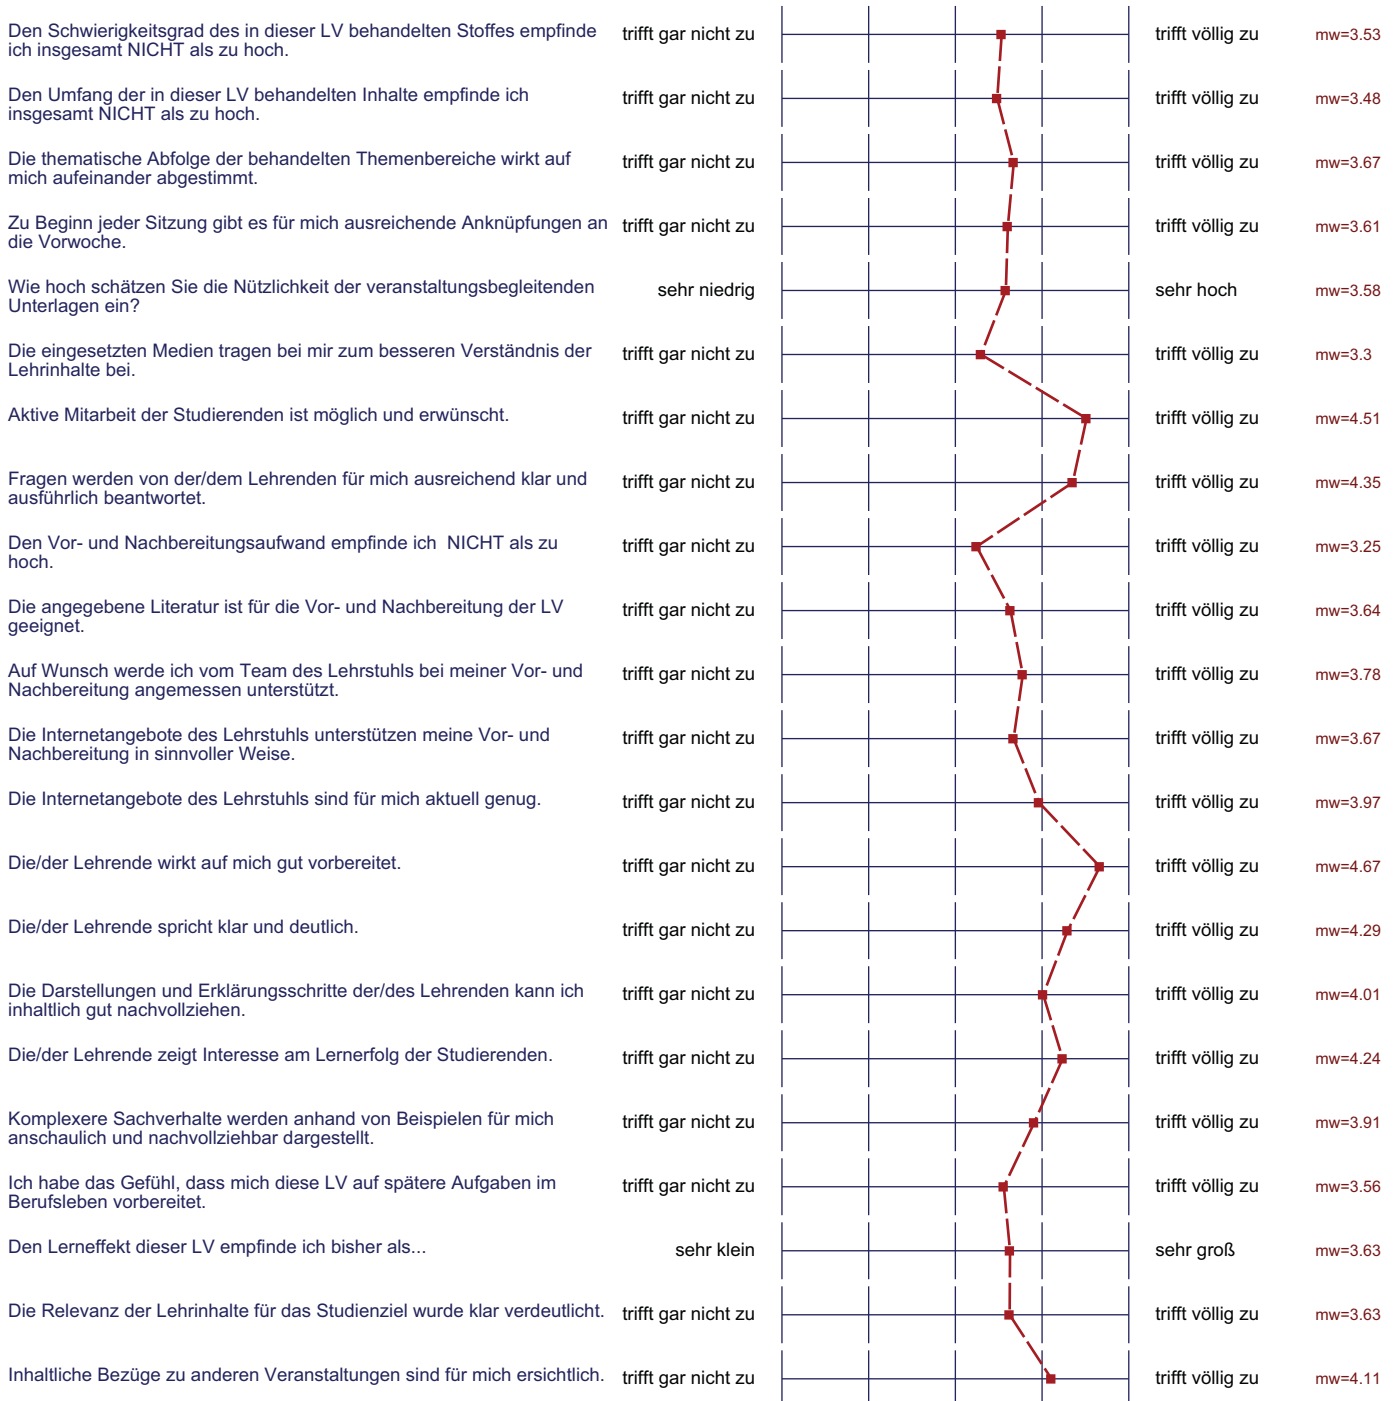 Den Schwierigkeitsgrad des in dieser LV behandelten Stoffes empfinde
ich insgesamt NICHT als zu hoch.
trifft gar nicht zu
trifft völlig zu
mw=3.53
Den Umfang der in dieser LV behandelten Inhalte empfinde ich
insgesamt NICHT als zu hoch.
trifft gar nicht zu
trifft völlig zu
mw=3.48
Die thematische Abfolge der behandelten Themenbereiche wirkt auf
mich aufeinander abgestimmt.
trifft gar nicht zu
trifft völlig zu
mw=3.67
Zu Beginn jeder Sitzung gibt es für mich ausreichende Anknüpfungen an
die Vorwoche.
trifft gar nicht zu
trifft völlig zu
mw=3.61
Wie hoch schätzen Sie die Nützlichkeit der veranstaltungsbegleitenden
Unterlagen ein?
sehr niedrig
sehr hoch
mw=3.58
Die eingesetzten Medien tragen bei mir zum besseren Verständnis der
Lehrinhalte bei.
trifft gar nicht zu
trifft völlig zu
mw=3.3
Aktive Mitarbeit der Studierenden ist möglich und erwünscht.
trifft gar nicht zu
trifft völlig zu
mw=4.51
Fragen werden von der/dem Lehrenden für mich ausreichend klar und
ausführlich beantwortet.
trifft gar nicht zu
trifft völlig zu
mw=4.35
Den Vor- und Nachbereitungsaufwand empfinde ich  NICHT als zu
hoch.
trifft gar nicht zu
trifft völlig zu
mw=3.25
Die angegebene Literatur ist für die Vor- und Nachbereitung der LV
geeignet.
trifft gar nicht zu
trifft völlig zu
mw=3.64
Auf Wunsch werde ich vom Team des Lehrstuhls bei meiner Vor- und
Nachbereitung angemessen unterstützt.
trifft gar nicht zu
trifft völlig zu
mw=3.78
Die Internetangebote des Lehrstuhls unterstützen meine Vor- und
Nachbereitung in sinnvoller Weise.
trifft gar nicht zu
trifft völlig zu
mw=3.67
Die Internetangebote des Lehrstuhls sind für mich aktuell genug.
trifft gar nicht zu
trifft völlig zu
mw=3.97
Die/der Lehrende wirkt auf mich gut vorbereitet.
trifft gar nicht zu
trifft völlig zu
mw=4.67
Die/der Lehrende spricht klar und deutlich.
trifft gar nicht zu
trifft völlig zu
mw=4.29
Die Darstellungen und Erklärungsschritte der/des Lehrenden kann ich
inhaltlich gut nachvollziehen.
trifft gar nicht zu
trifft völlig zu
mw=4.01
Die/der Lehrende zeigt Interesse am Lernerfolg der Studierenden.
trifft gar nicht zu
trifft völlig zu
mw=4.24
Komplexere Sachverhalte werden anhand von Beispielen für mich
anschaulich und nachvollziehbar dargestellt.
trifft gar nicht zu
trifft völlig zu
mw=3.91
Ich habe das Gefühl, dass mich diese LV auf spätere Aufgaben im
Berufsleben vorbereitet.
trifft gar nicht zu
trifft völlig zu
mw=3.56
Den Lerneffekt dieser LV empfinde ich bisher als...
sehr klein
sehr groß
mw=3.63
Die Relevanz der Lehrinhalte für das Studienziel wurde klar verdeutlicht.
trifft gar nicht zu
trifft völlig zu
mw=3.63
Inhaltliche Bezüge zu anderen Veranstaltungen sind für mich ersichtlich.
trifft gar nicht zu
trifft völlig zu
mw=4.11